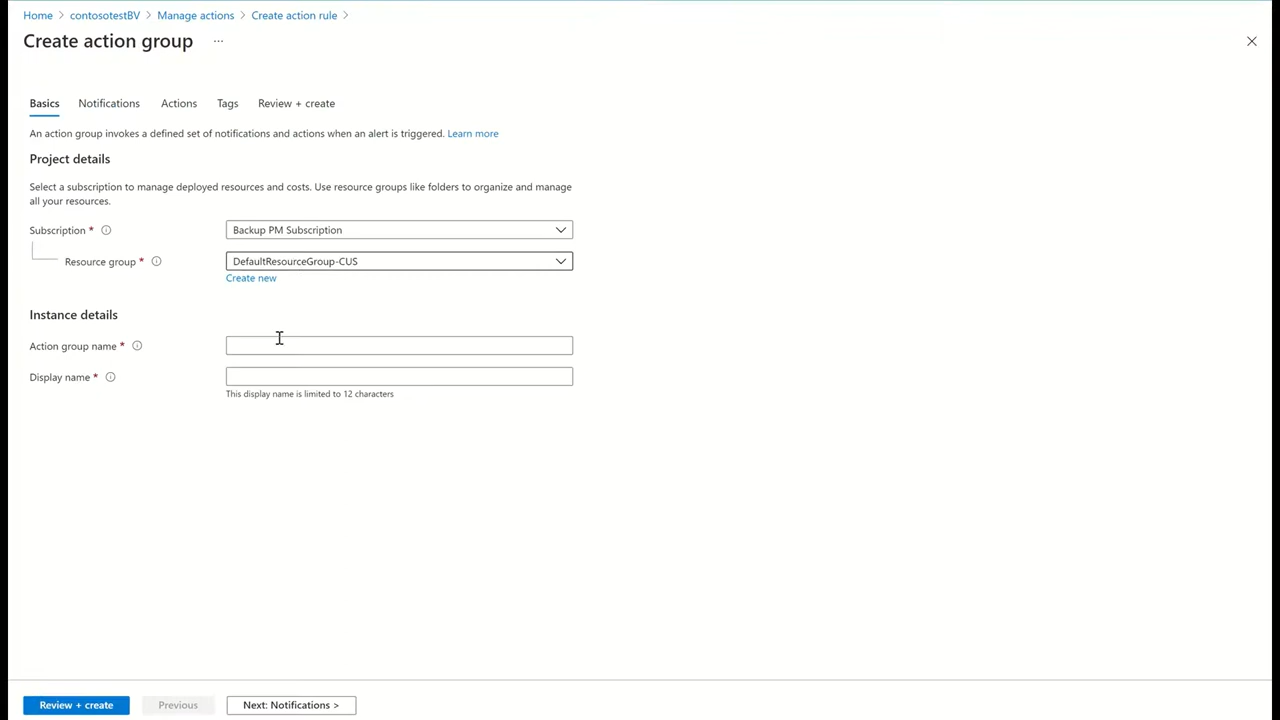 Home > contosotestBV > Manage actions > Create action rule >
Create action group ...
Basics Notifications Actions Tags Review + create
An action group invokes a defined set of notifications and actions when an alert is triggered. Learn more
Project details
Select a subscription to manage deployed resources and costs. Use resource groups like folders to organize and manage
all your resources.
Subscription * Backup PM Subscription
Resource group * DefaultResourceGroup-CUS
Create new
Instance details
Action group name *
Display name *
This display name is limited to 12 characters
Review + create Previous Next: Notifications >